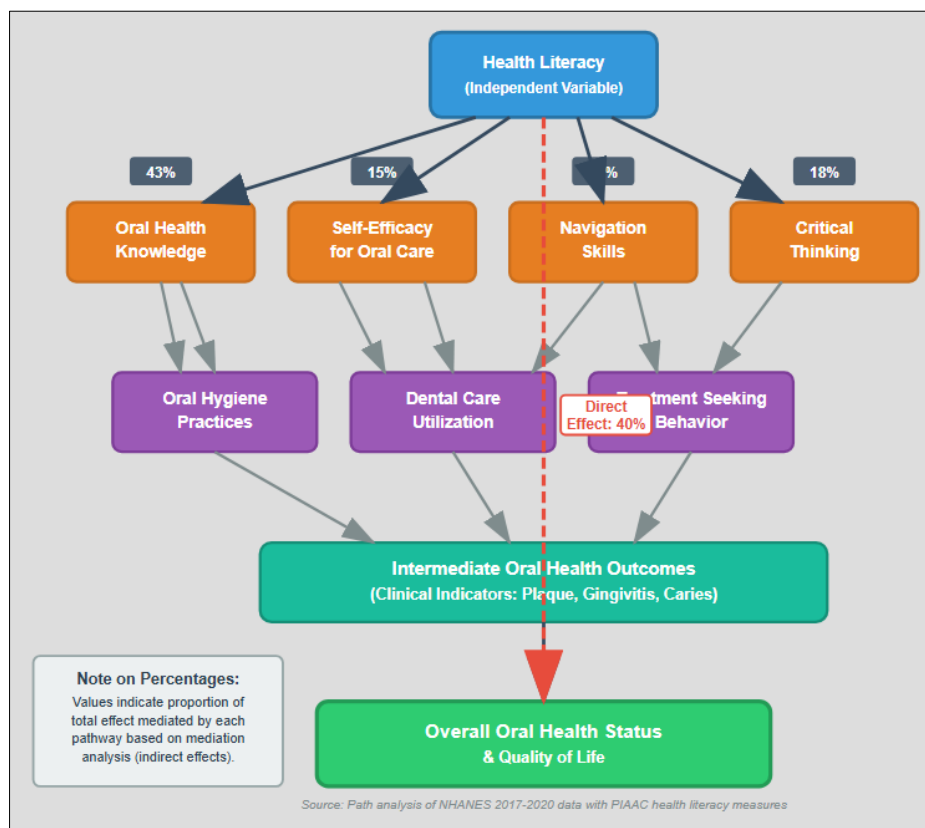 Health Literacy
(Independent Variable)
43%
15%
%
18%
Oral Health
Knowledge
Self-Efficacy
for Oral Care
Navigation
Skills
Critical
Thinking
Oral Hygiene
Practices
Dental Care
Utilization
Direct
Effect: 40%
Seeking
Behavior
Intermediate Oral Health Outcomes
(Clinical Indicators: Plaque, Gingivitis, Caries)
Note on Percentages:
Values indicate proportion of
total effect mediated by each
pathway based on mediation
analysis (indirect effects).
Overall Oral Health Status
& Quality of Life
Source: Path analysis of NHANES 2017-2020 data with PIAAC health literacy measures